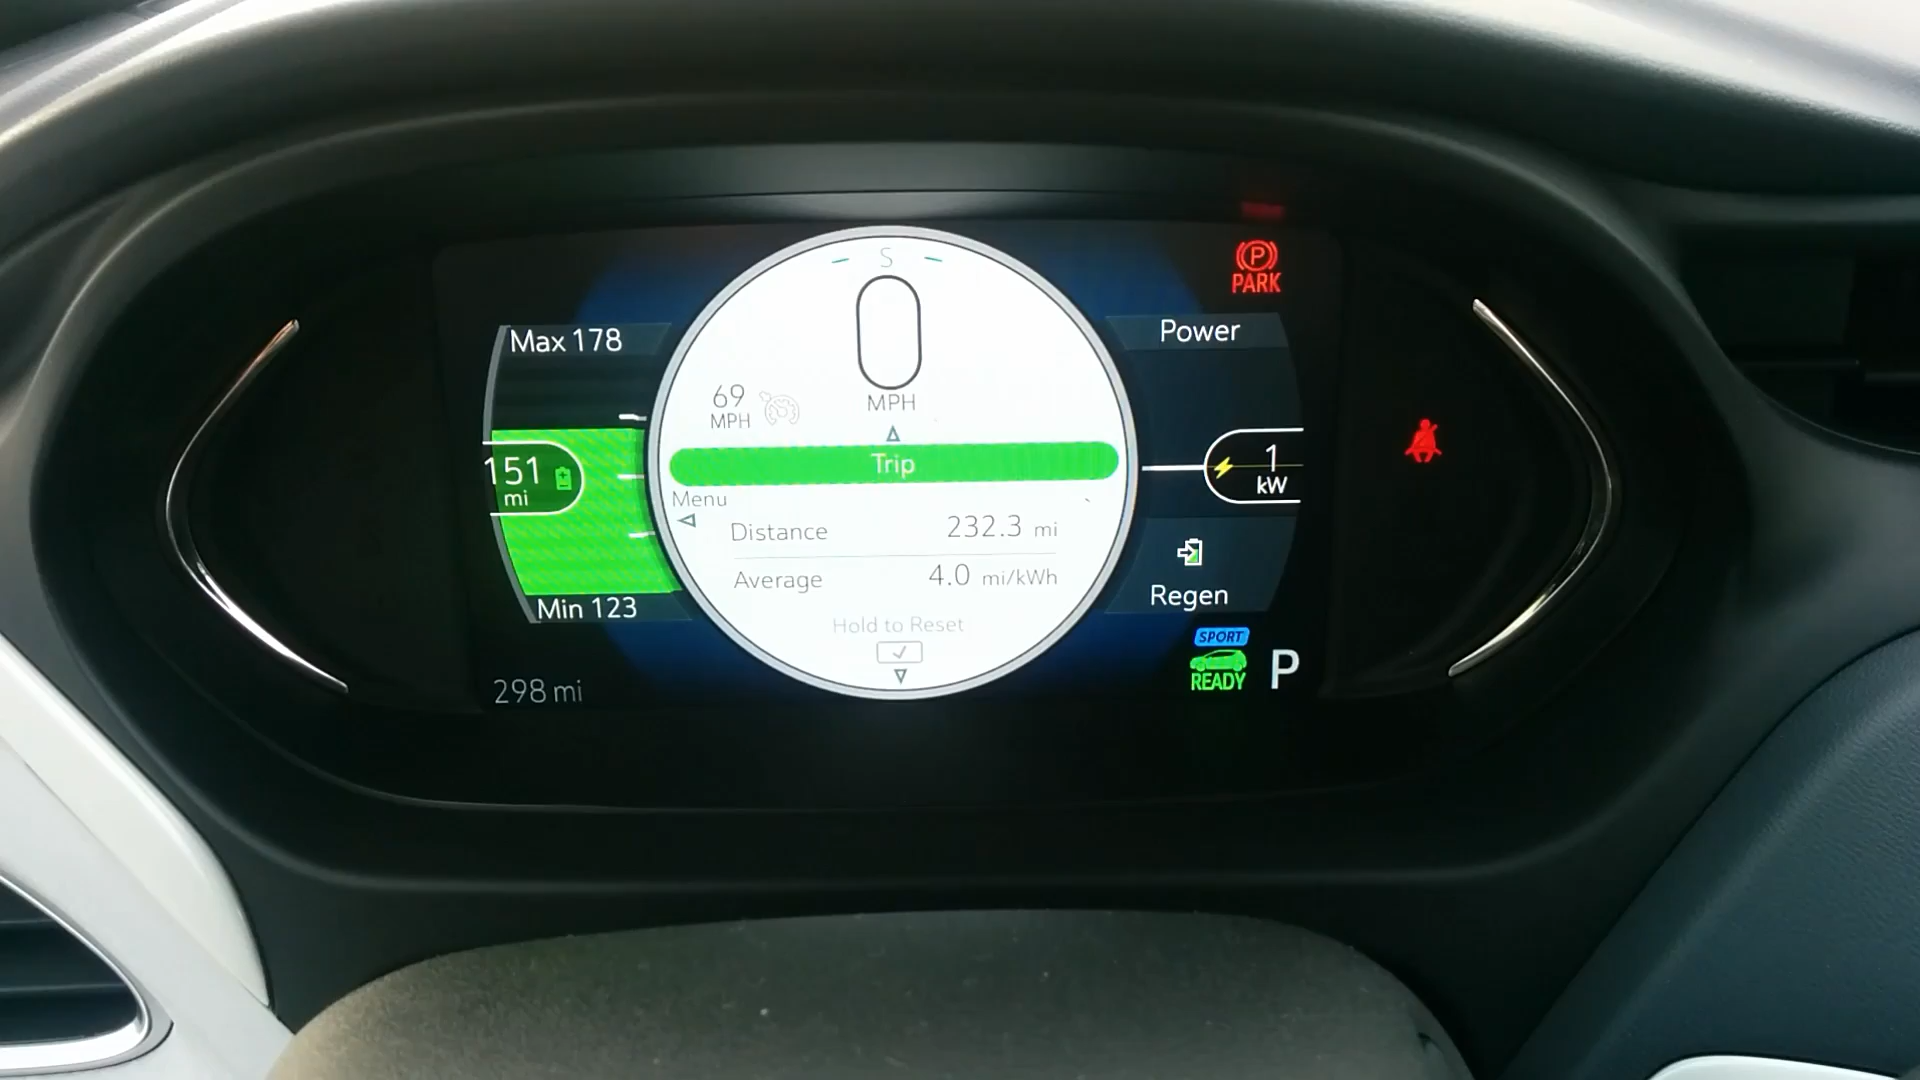 S
P
PARK
Max 178
0
MPH
69
MPH
Power
Trip
151
mi
1
kW
Menu
Distance 232.3 mi
Average 4.0 mi/kWh
Min 123
Regen
Hold to Reset
SPORT
READY
P
298 mi